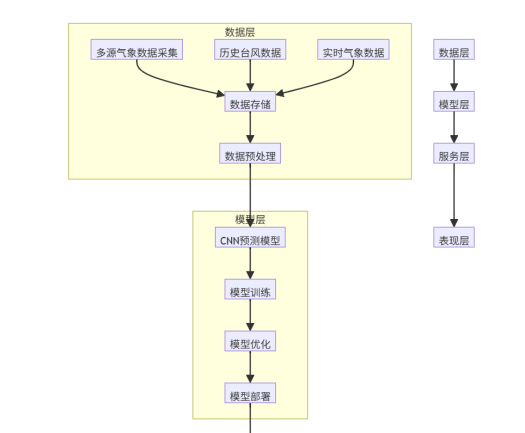 数据层
多源气象数据采集
历史台风数据
实时气象数据
数据存储
数据预处理
模型层
CNN预测模型
模型训练
模型优化
模型部署
数据层
模型层
服务层
表现层